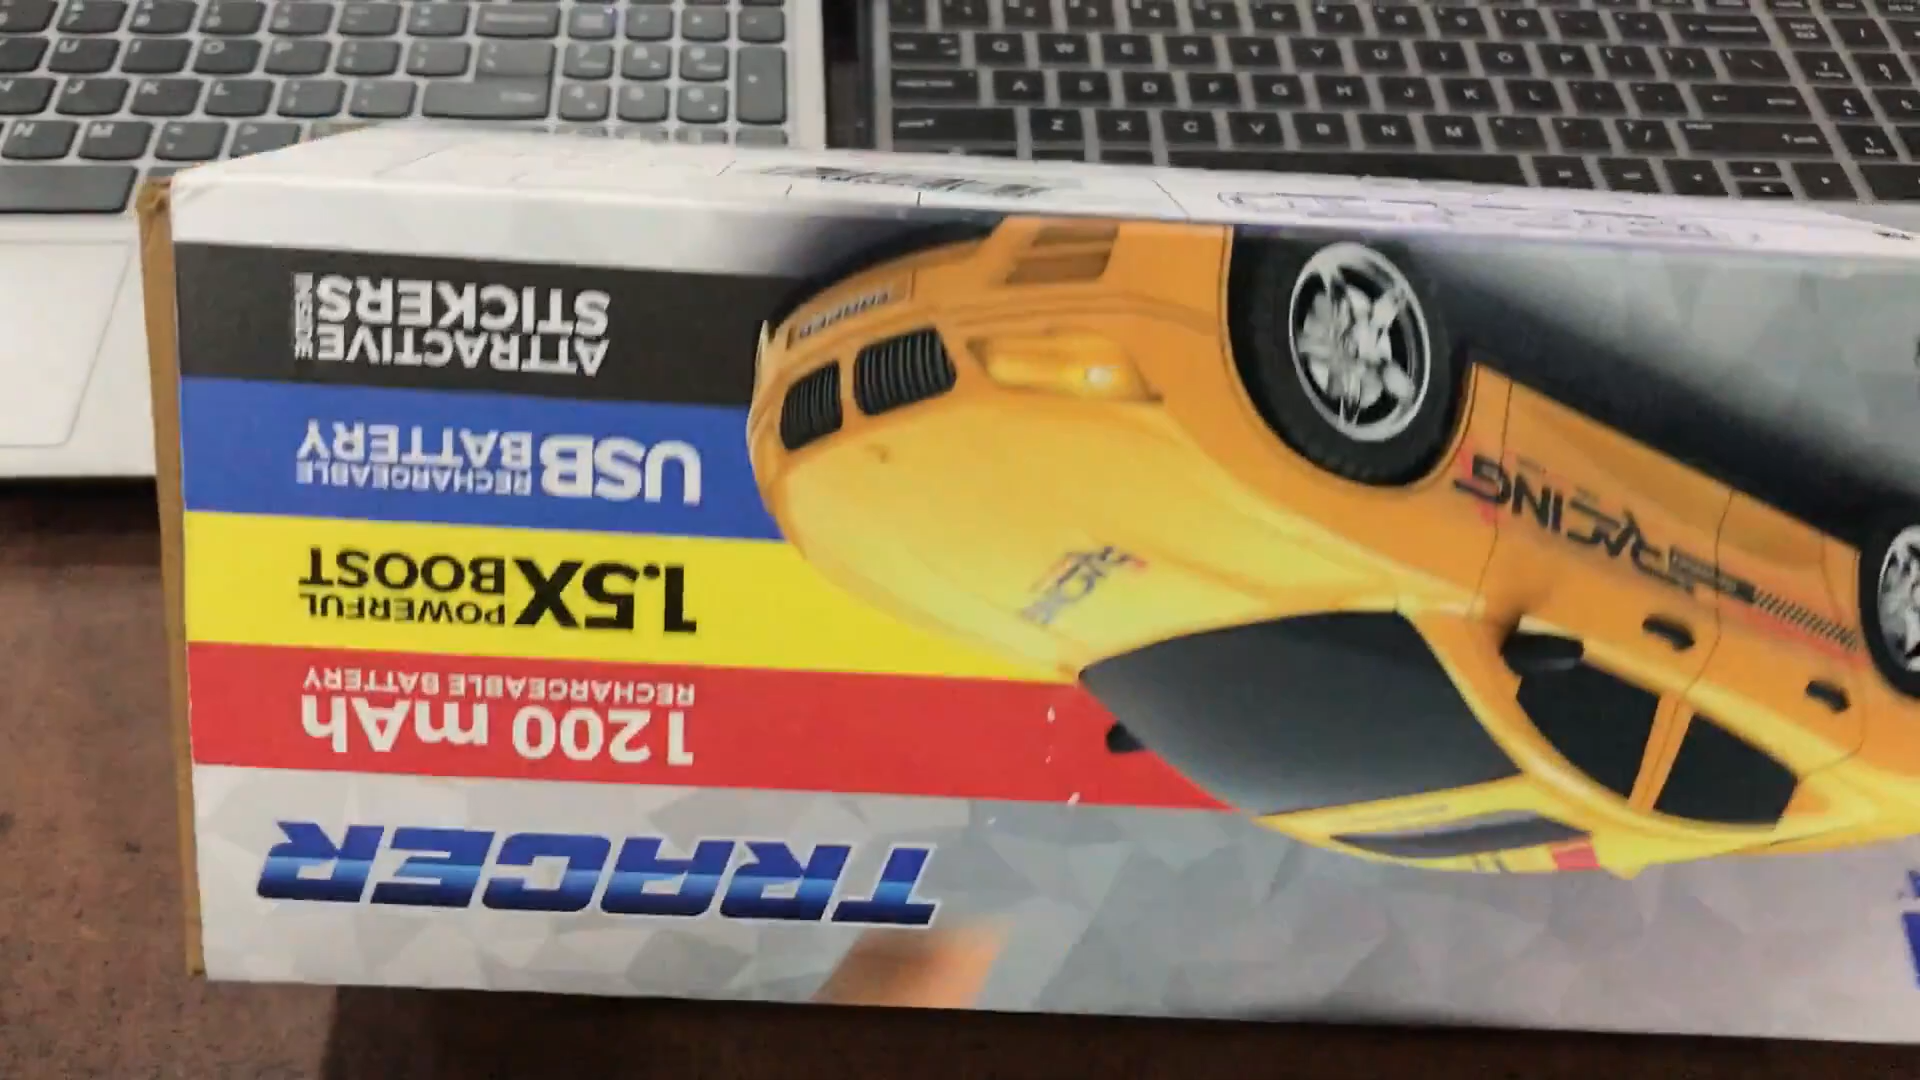 TRACER
1200 mAh
RECHARGEABLE BATTERY
1.5X POWERFUL
BOOST
USB RECHARGEABLE
BATTERY
ATTRACTIVE
STICKERS INSIDE
RACING
Q W E R T Y U I O P
A S D F G H J K L
Z X C V B N M
U I O P
J K L
N M